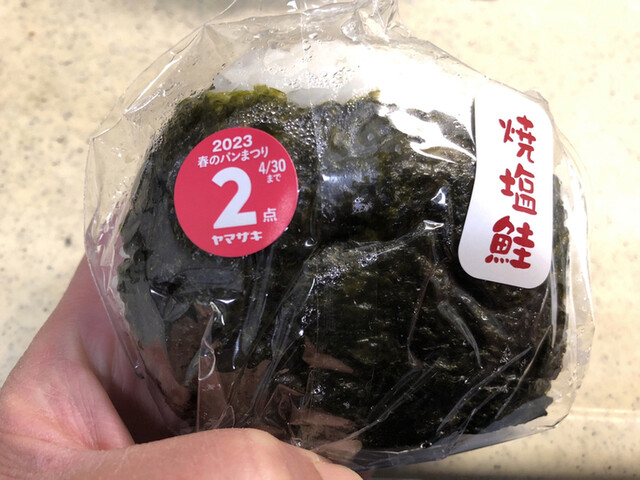 2023
春のパンまつり
4/30
まで
2点
ヤマザキ
焼塩鮭